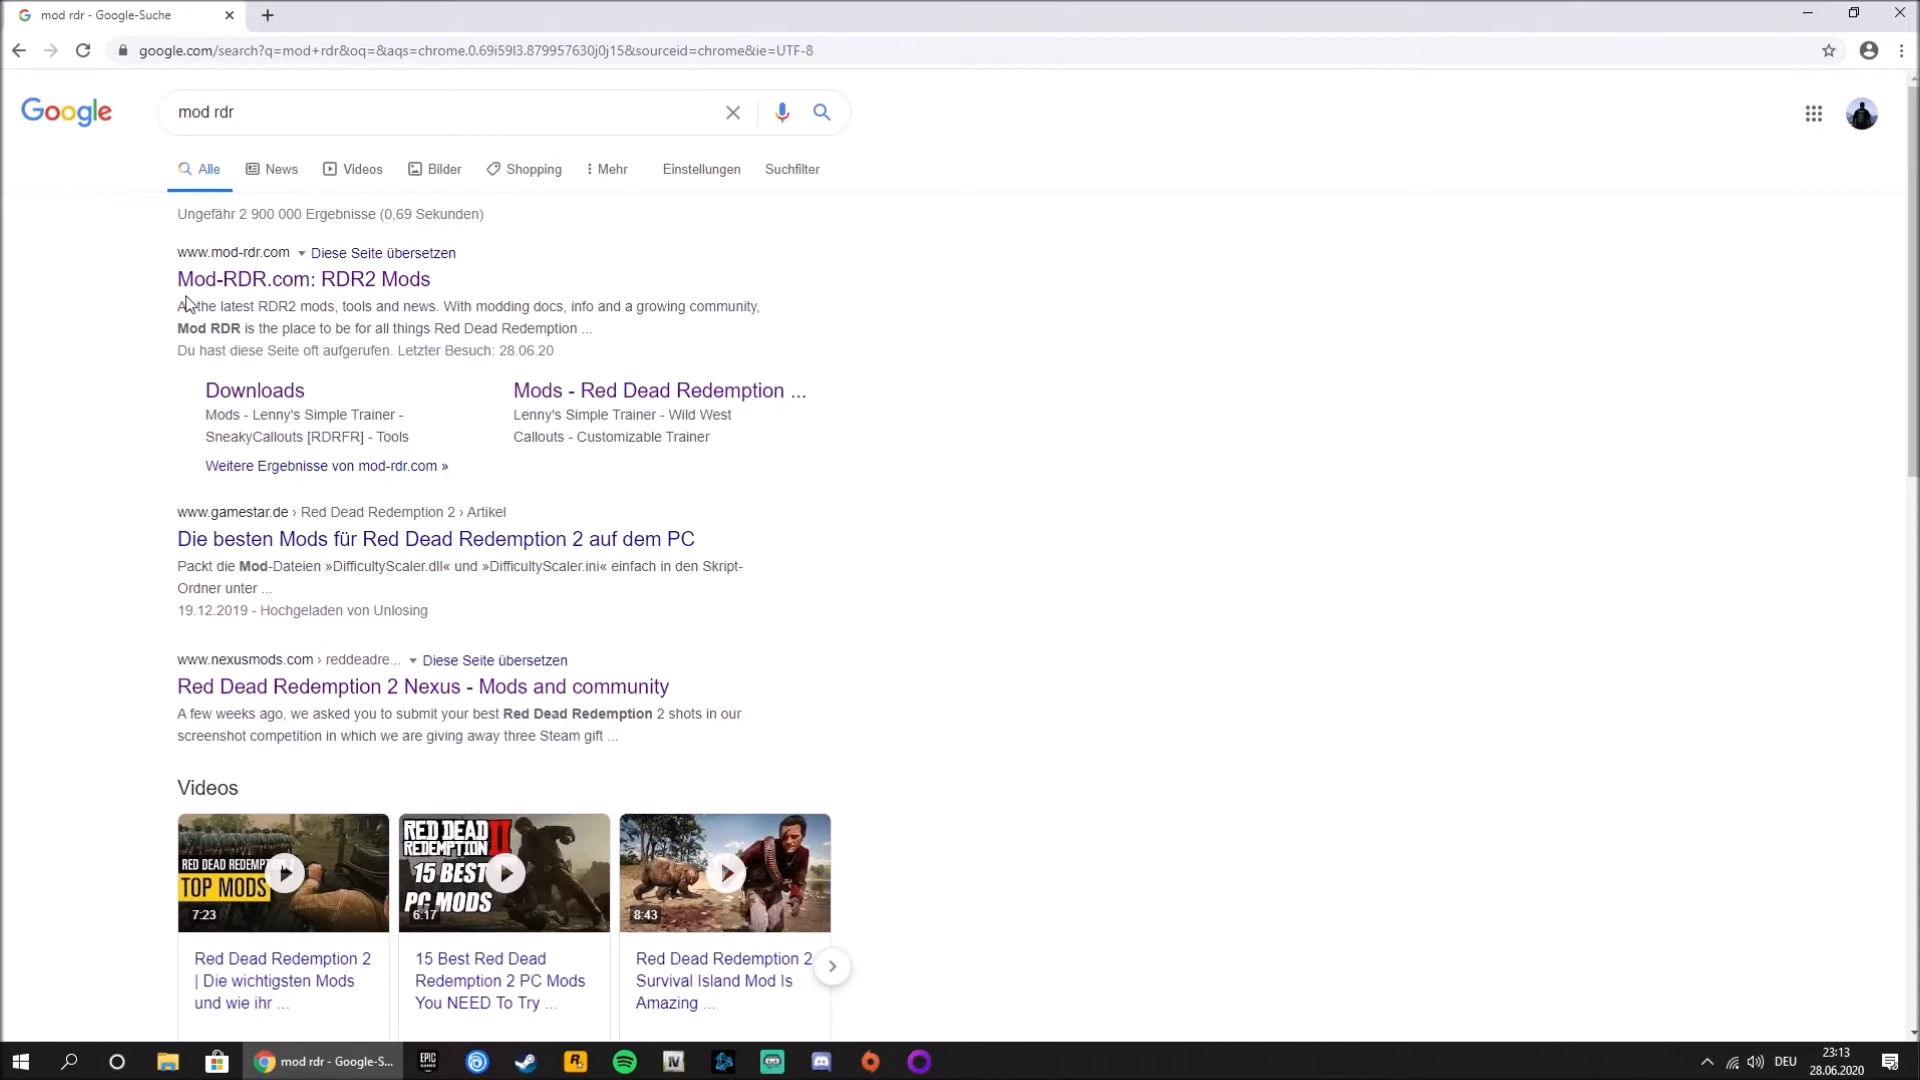 mod rdr - Google-Suche
google.com/search?q=mod+rdr&oq=&aqs=chrome.0.69i59l3.879957630j0j15&sourceid=chrome&ie=UTF-8
Google
mod rdr
Alle News Videos Bilder Shopping Mehr Einstellungen Suchfilter
Ungefähr 2 900 000 Ergebnisse (0,69 Sekunden)
www.mod-rdr.com Diese Seite übersetzen
Mod-RDR.com: RDR2 Mods
the latest RDR2 mods, tools and news. With modding docs, info and a growing community,
Mod RDR is the place to be for all things Red Dead Redemption ...
Du hast diese Seite oft aufgerufen. Letzter Besuch: 28.06.20
Downloads
Mods - Lenny's Simple Trainer -
SneakyCallouts [RDRFR] - Tools
Mods - Red Dead Redemption ...
Lenny's Simple Trainer - Wild West
Callouts - Customizable Trainer
Weitere Ergebnisse von mod-rdr.com »
www.gamestar.de › Red Dead Redemption 2 › Artikel
Die besten Mods für Red Dead Redemption 2 auf dem PC
Packt die Mod-Dateien »DifficultyScaler.dll« und »DifficultyScaler.ini« einfach in den Skript-
Ordner unter ...
19.12.2019 - Hochgeladen von Unlosing
www.nexusmods.com › reddeadre... Diese Seite übersetzen
Red Dead Redemption 2 Nexus - Mods and community
A few weeks ago, we asked you to submit your best Red Dead Redemption 2 shots in our
screenshot competition in which we are giving away three Steam gift ...
Videos
RED DEAD REDEMPTION 2
TOP MODS
7:23
RED DEAD
REDEMPTION II
15 BEST
PC MODS
6:17
8:43
Red Dead Redemption 2
| Die wichtigsten Mods
und wie ihr ...
15 Best Red Dead
Redemption 2 PC Mods
You NEED To Try ...
Red Dead Redemption 2
Survival Island Mod Is
Amazing ...
mod rdr - Google-S...
EPIC
GAMES
R
IV
DEU
23:13
28.06.2020